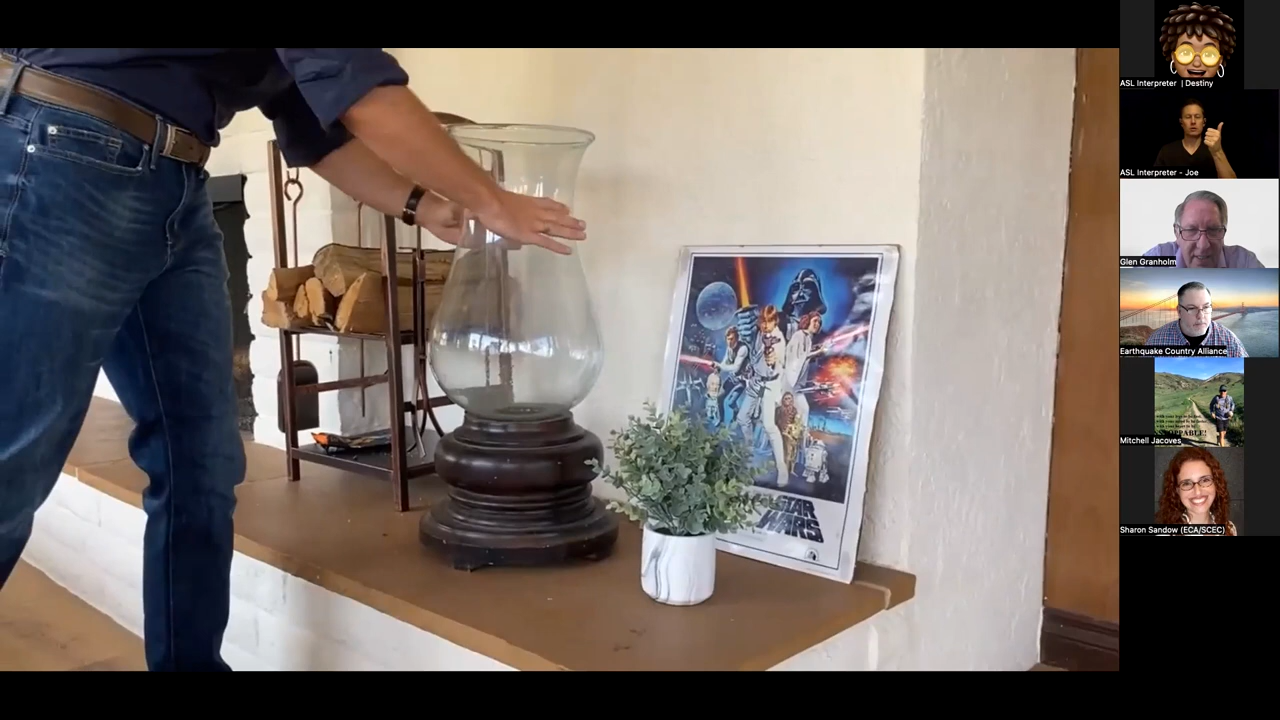 STAR
WARS
ASL Interpreter | Destiny
ASL Interpreter - Joe
Glen Granholm
Earthquake Country Alliance
Mitchell Jacoves
Sharon Sandow (ECA/SCEC)